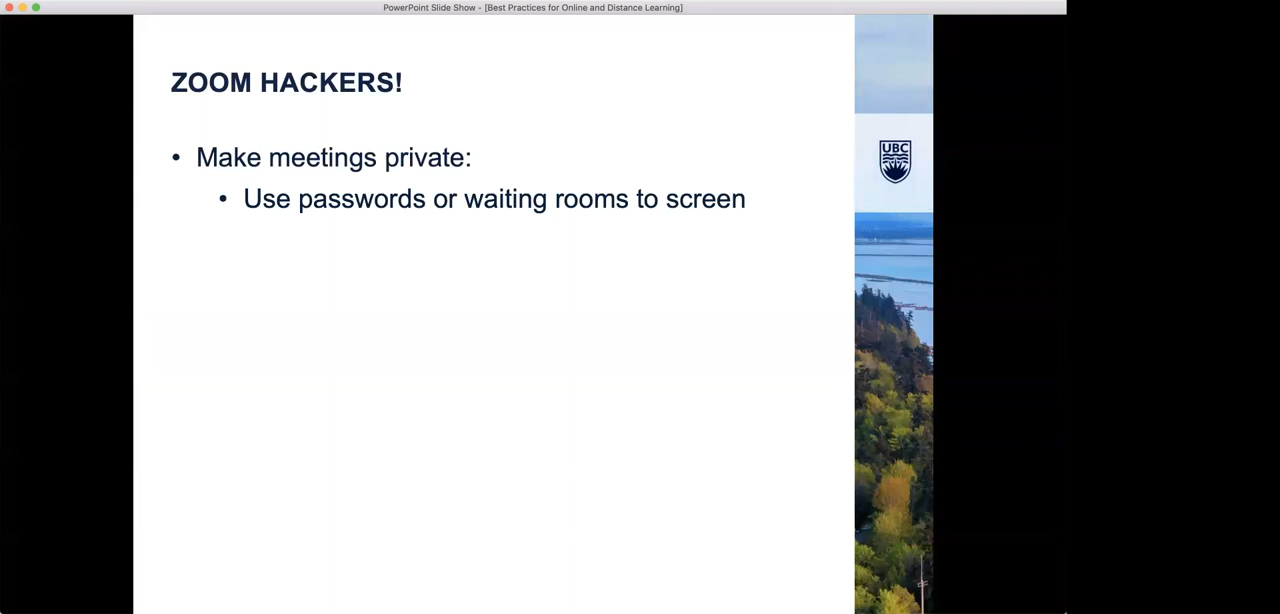 PowerPoint Slide Show - [Best Practices for Online and Distance Learning]
ZOOM HACKERS!
• Make meetings private:
• Use passwords or waiting rooms to screen
UBC